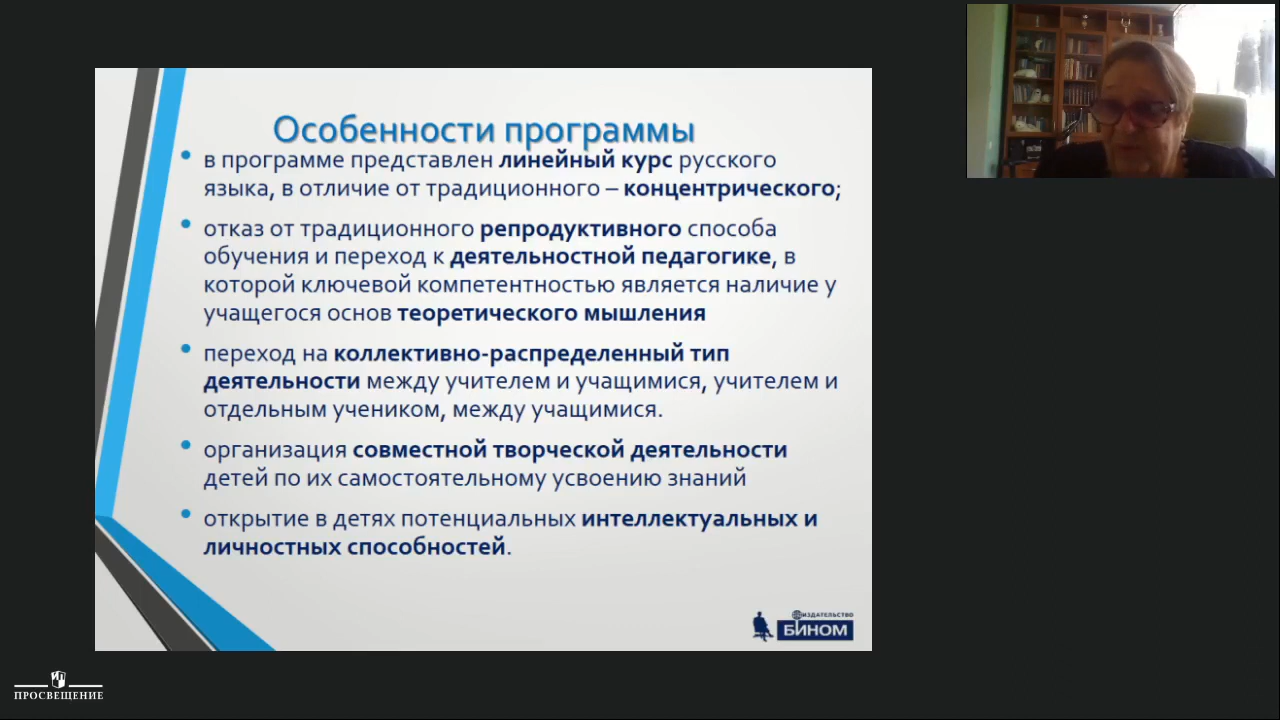 Особенности программы
в программе представлен линейный курс русского
языка, в отличие от традиционного – концентрического;
отказ от традиционного репродуктивного способа
обучения и переход к деятельностной педагогике, в
которой ключевой компетентностью является наличие у
учащегося основ теоретического мышления
переход на коллективно-распределенный тип
деятельности между учителем и учащимися, учителем и
отдельным учеником, между учащимися.
организация совместной творческой деятельности
детей по их самостоятельному усвоению знаний
открытие в детях потенциальных интеллектуальных и
личностных способностей.
ИЗДАТЕЛЬСТВО
БИНОМ
ПРОСВЕЩЕНИЕ